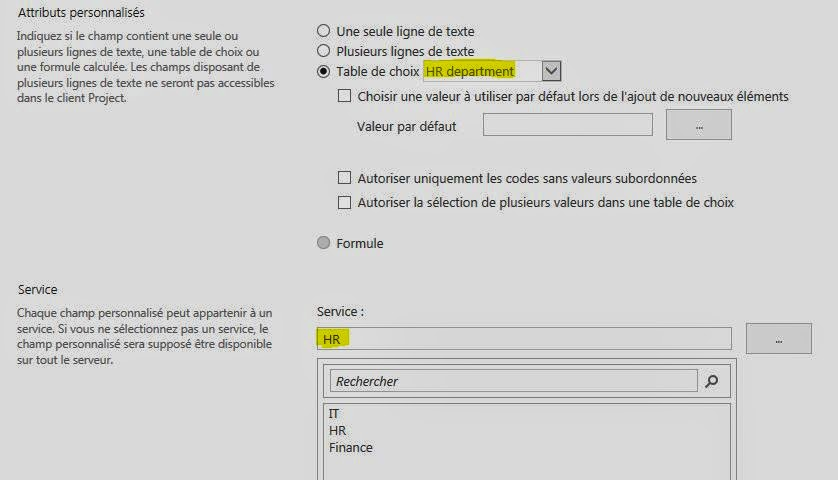 Attributs personnalisés
Indiquez si le champ contient une seule ou
plusieurs lignes de texte, une table de choix ou
une formule calculée. Les champs disposant de
plusieurs lignes de texte ne seront pas accessibles
dans le client Project.
Une seule ligne de texte
Plusieurs lignes de texte
Table de choix HR department
Choisir une valeur à utiliser par défaut lors de l'ajout de nouveaux éléments
Valeur par défaut
...
Autoriser uniquement les codes sans valeurs subordonnées
Autoriser la sélection de plusieurs valeurs dans une table de choix
Formule
Service
Chaque champ personnalisé peut appartenir à un
service. Si vous ne sélectionnez pas un service, le
champ personnalisé sera supposé être disponible
sur tout le serveur.
Service :
HR
...
Rechercher
IT
HR
Finance